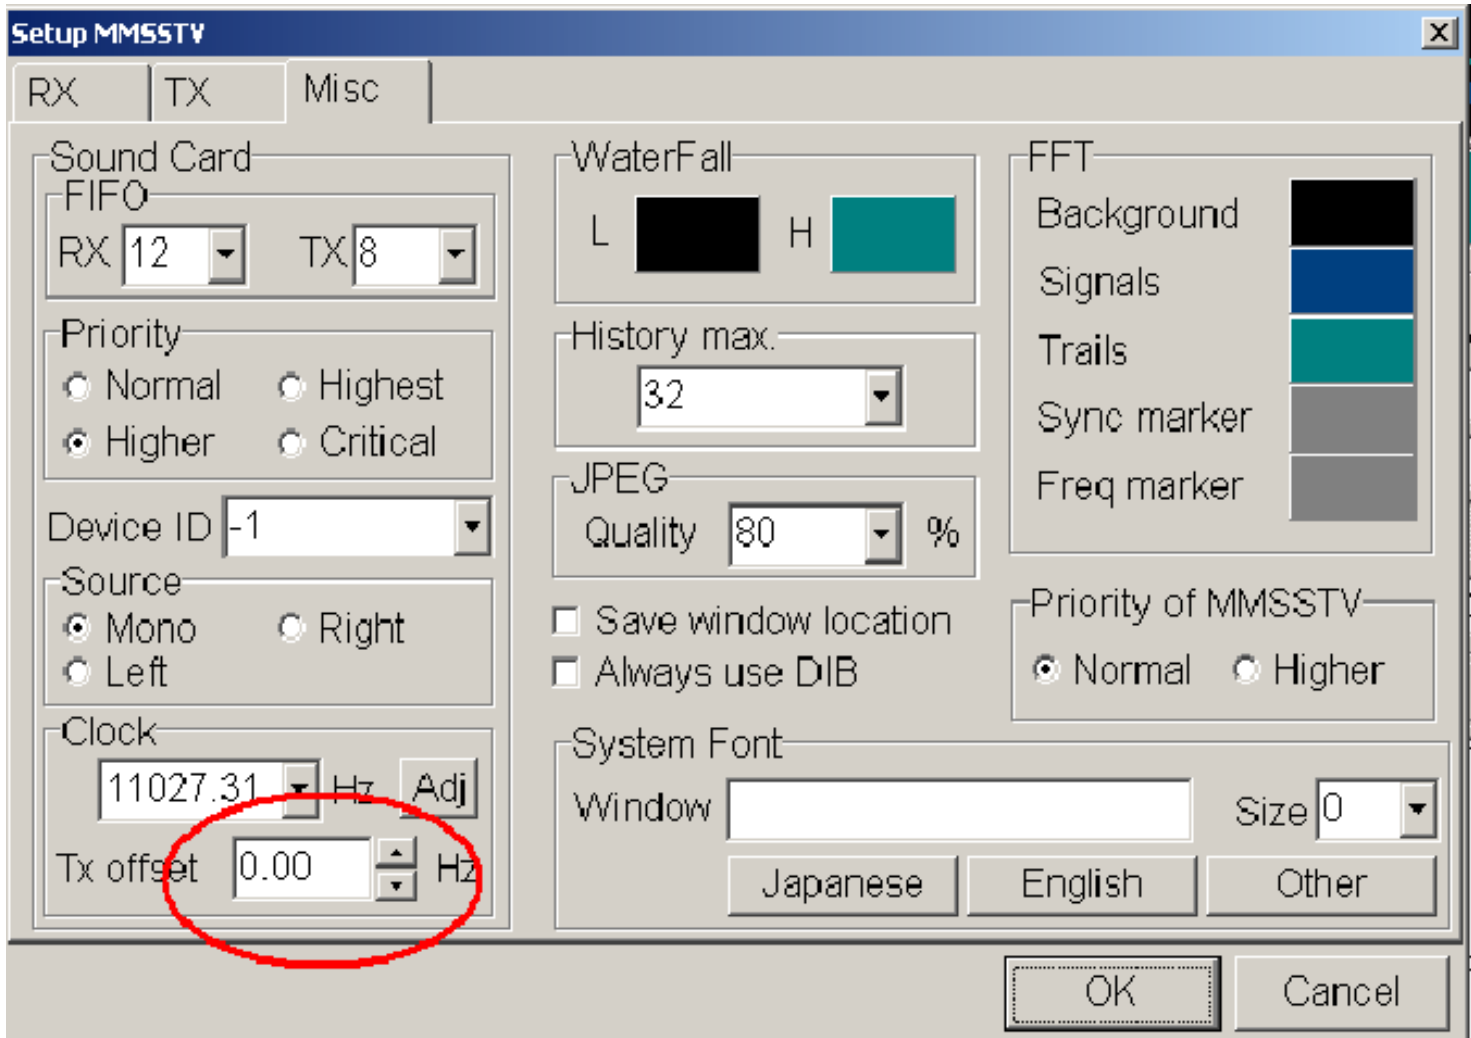 Setup MMSSTV
RX TX Misc
Sound Card
FIFO
RX 12 TX 8
Priority
Normal Highest
Higher Critical
Device ID -1
Source
Mono Right
Left
Clock
11027.31 Hz Adj
Tx offset 0.00 Hz
WaterFall
L H
History max.
32
JPEG
Quality 80 %
Save window location
Always use DIB
FFT
Background
Signals
Trails
Sync marker
Freq marker
Priority of MMSSTV
Normal Higher
System Font
Window Size 0
Japanese English Other
OK Cancel